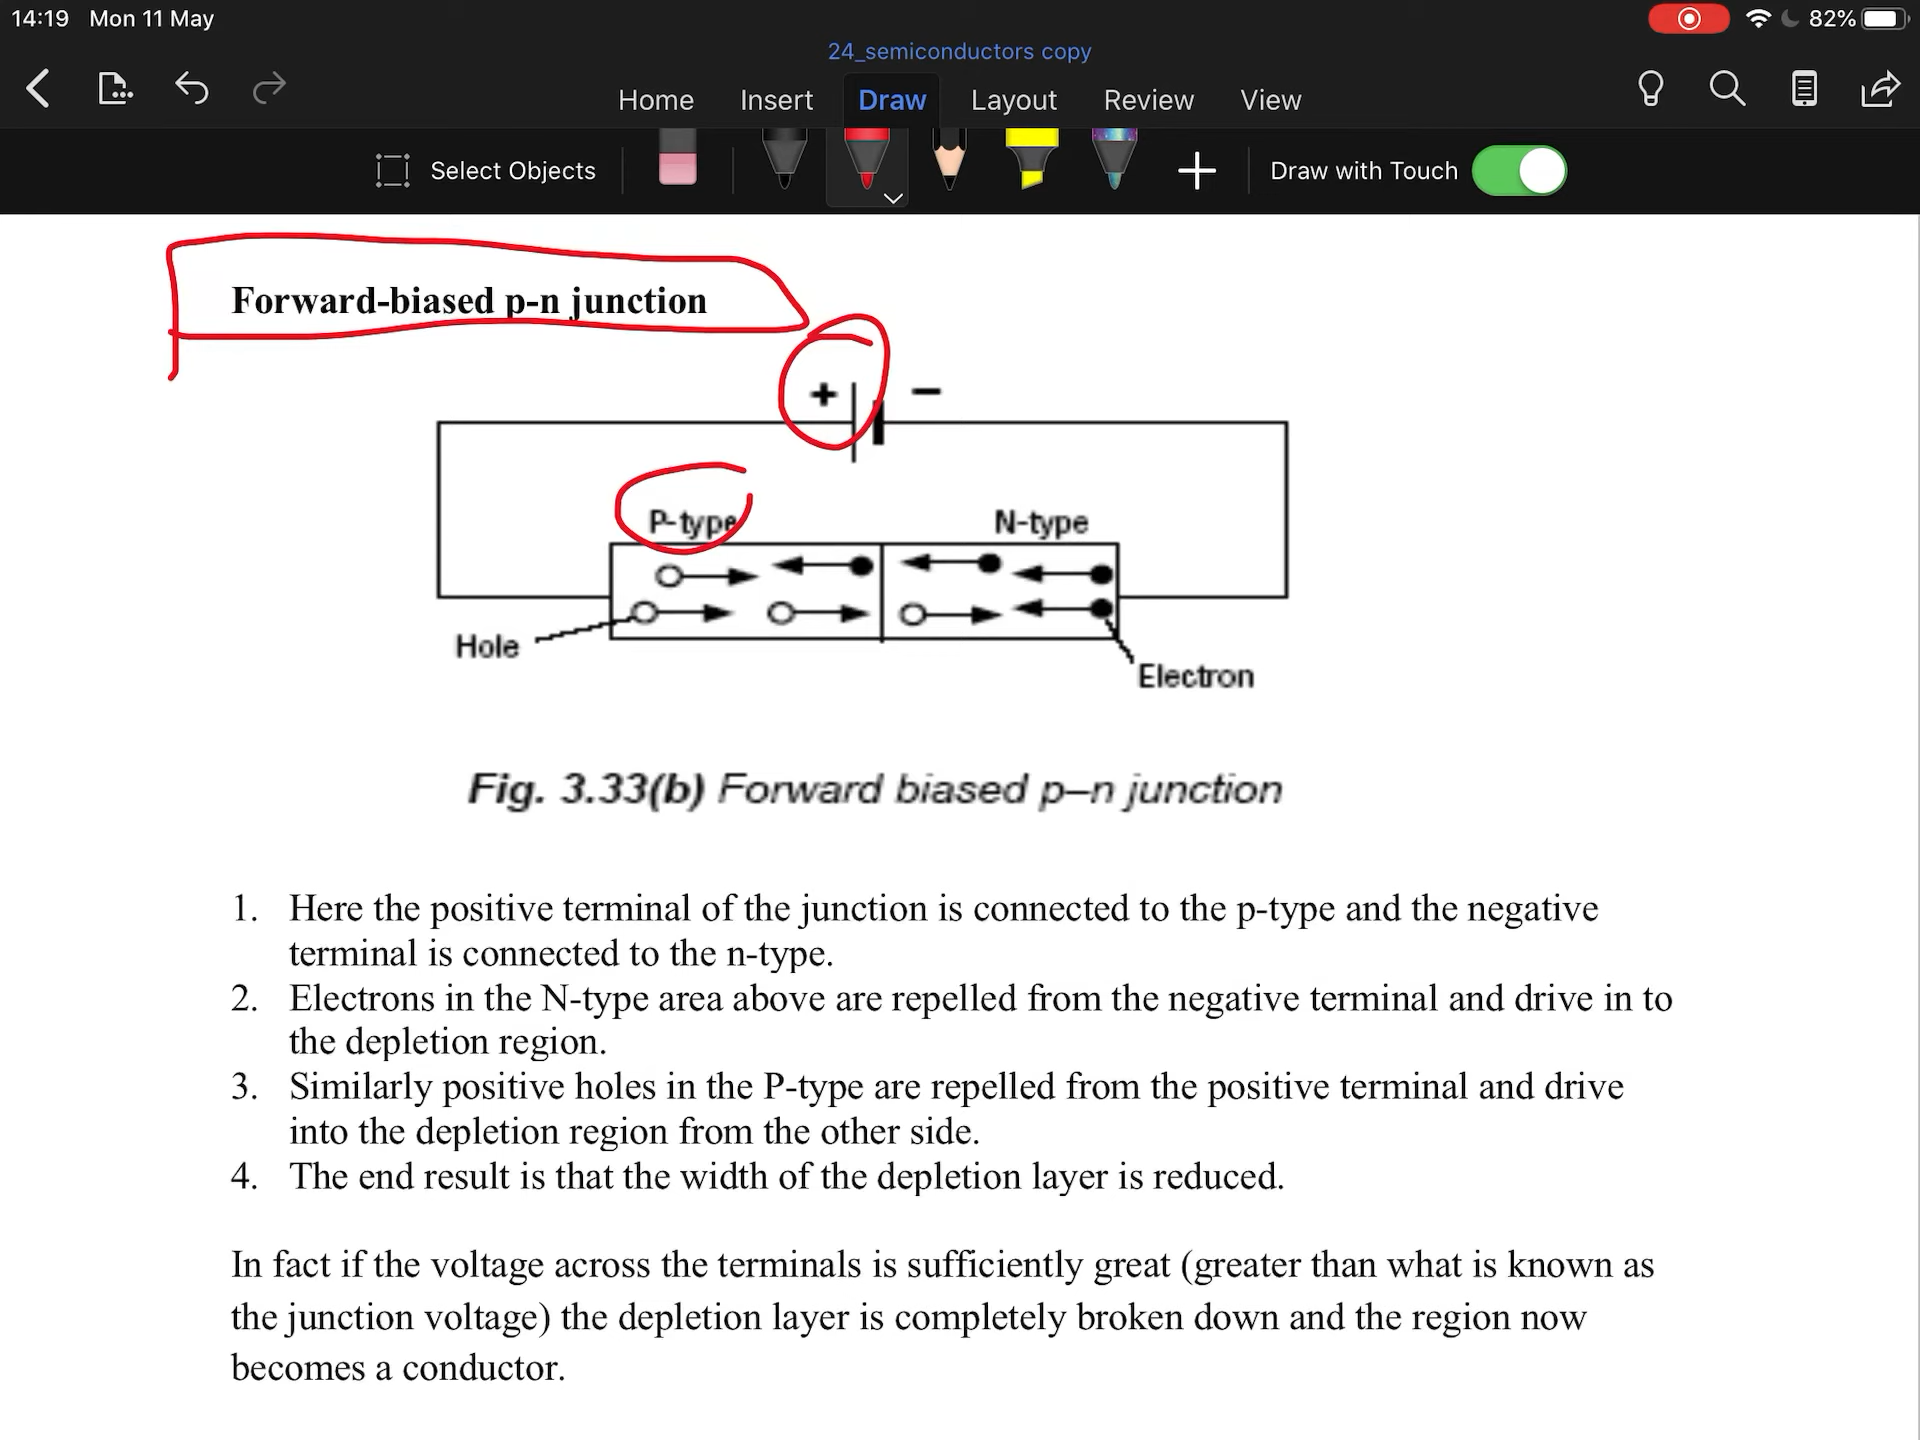 14:19 Mon 11 May
82%
24_semiconductors copy
Home Insert Draw Layout Review View
Select Objects
Draw with Touch
Forward-biased p-n junction
+ −
P-type N-type
Hole
Electron
Fig. 3.33(b) Forward biased p–n junction
1. Here the positive terminal of the junction is connected to the p-type and the negative
terminal is connected to the n-type.
2. Electrons in the N-type area above are repelled from the negative terminal and drive in to
the depletion region.
3. Similarly positive holes in the P-type are repelled from the positive terminal and drive
into the depletion region from the other side.
4. The end result is that the width of the depletion layer is reduced.
In fact if the voltage across the terminals is sufficiently great (greater than what is known as
the junction voltage) the depletion layer is completely broken down and the region now
becomes a conductor.